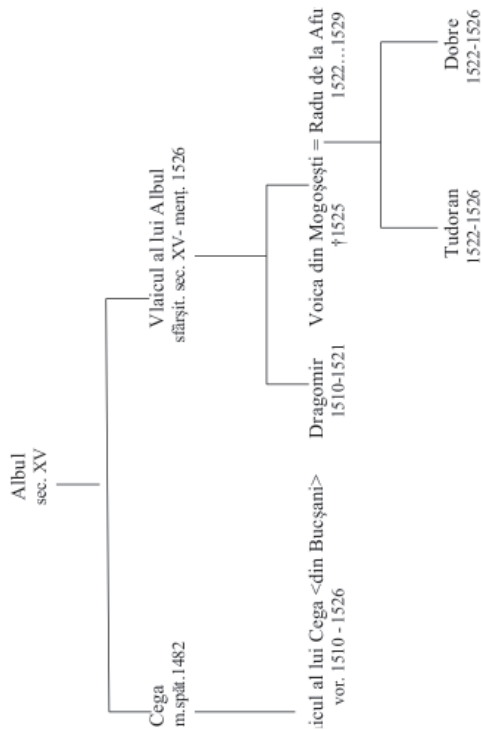 Albul
sec. XV
Cega
m.spăt.1482
Vlaicul al lui Albul
sfârşit. sec. XV- menţ. 1526
al lui Cega <din Bucşani>
vor. 1510 - 1526
Dragomir
1510-1521
Voica din Mogoşeşti = Radu de la Afu
†1525
1522…1529
Tudoran
1522-1526
Dobre
1522-1526